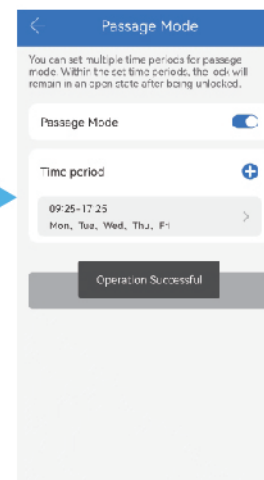 Passage Mode
You can set multiple time periods for passage
mode. Within the set time periods, the lock will
remain in an open state after being unlocked.
Passage Mode
Time period
09:25-17:25
Mon, Tue, Wed, Thu, Fri
Operation Successful